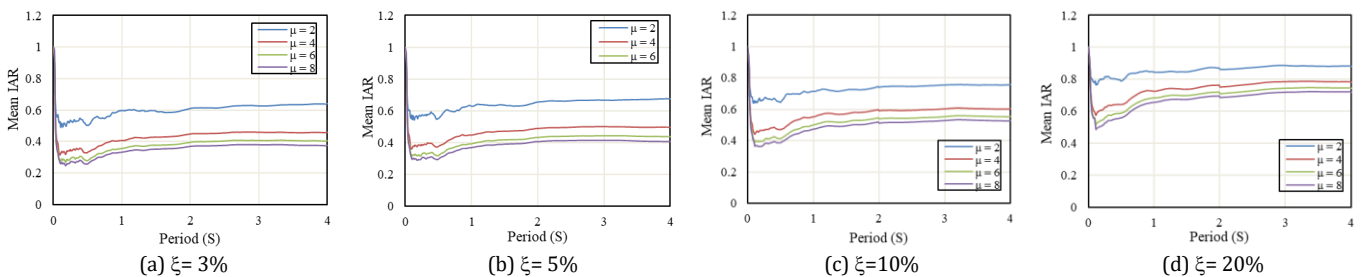 1.2
1
0.8
0.6
0.4
0.2
0
Mean IAR
μ = 2
μ = 4
μ = 6
μ = 8
0 1 2 3 4
Period (S)
(a) ξ= 3%
1.2
1
0.8
0.6
0.4
0.2
0
Mean IAR
μ = 2
μ = 4
μ = 6
0 1 2 3 4
Period (S)
(b) ξ= 5%
1.2
1
0.8
0.6
0.4
0.2
0
Mean IAR
μ = 2
μ = 4
μ = 6
μ = 8
0 1 2 3 4
Period (S)
(c) ξ=10%
1.2
1
0.8
0.6
0.4
0.2
0
Mean IAR
μ = 2
μ = 4
μ = 6
μ = 8
0 1 2 3 4
Period (S)
(d) ξ= 20%